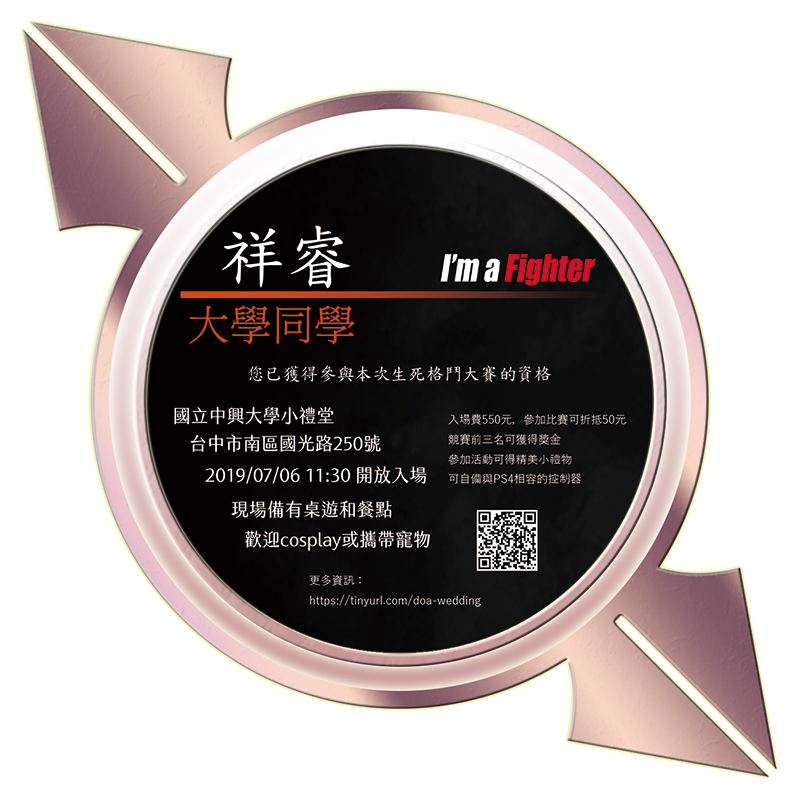 祥睿
I'm a Fighter
大學同學
您已獲得參與本次生死格鬥大賽的資格
國立中興大學小禮堂
台中市南區國光路250號
2019/07/06 11:30 開放入場
現場備有桌遊和餐點
歡迎cosplay或攜帶寵物
入場費550元，參加比賽可折抵50元
競賽前三名可獲得獎金
參加活動可得精美小禮物
可自備與PS4相容的控制器
更多資訊：
https://tinyurl.com/doa-wedding